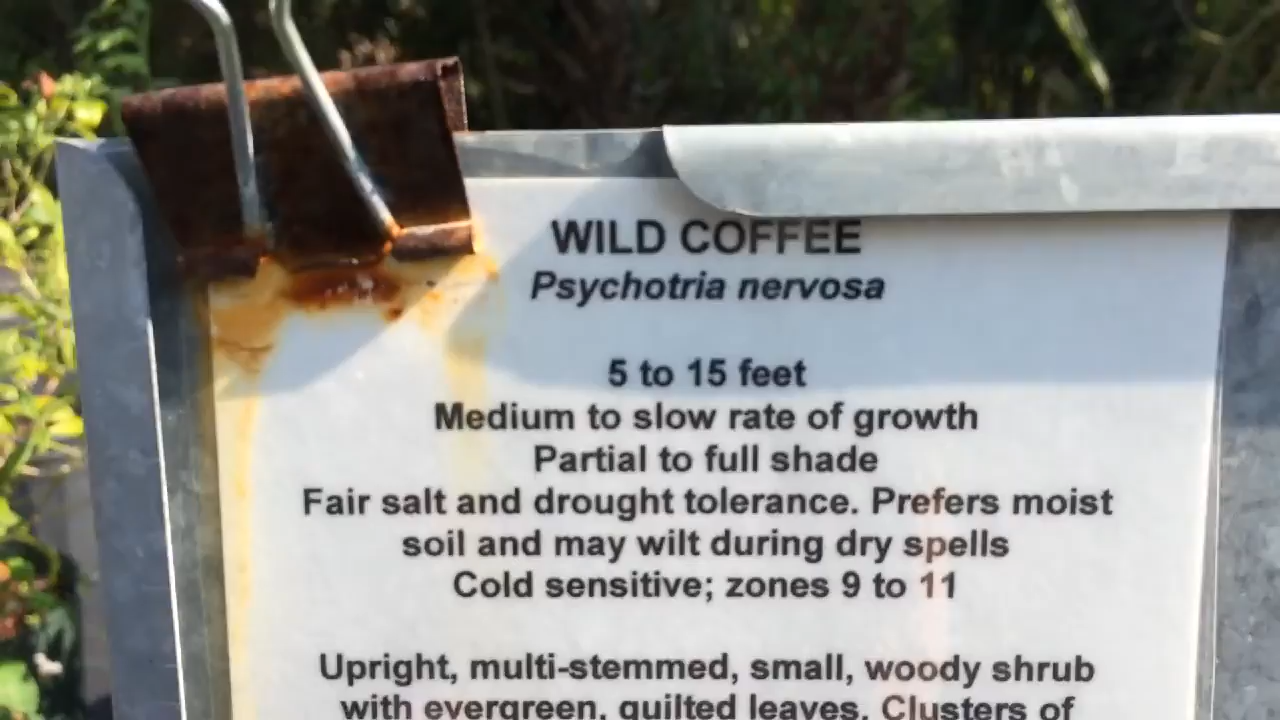 WILD COFFEE
Psychotria nervosa
5 to 15 feet
Medium to slow rate of growth
Partial to full shade
Fair salt and drought tolerance. Prefers moist
soil and may wilt during dry spells
Cold sensitive; zones 9 to 11
Upright, multi-stemmed, small, woody shrub
with evergreen, quilted leaves. Clusters of